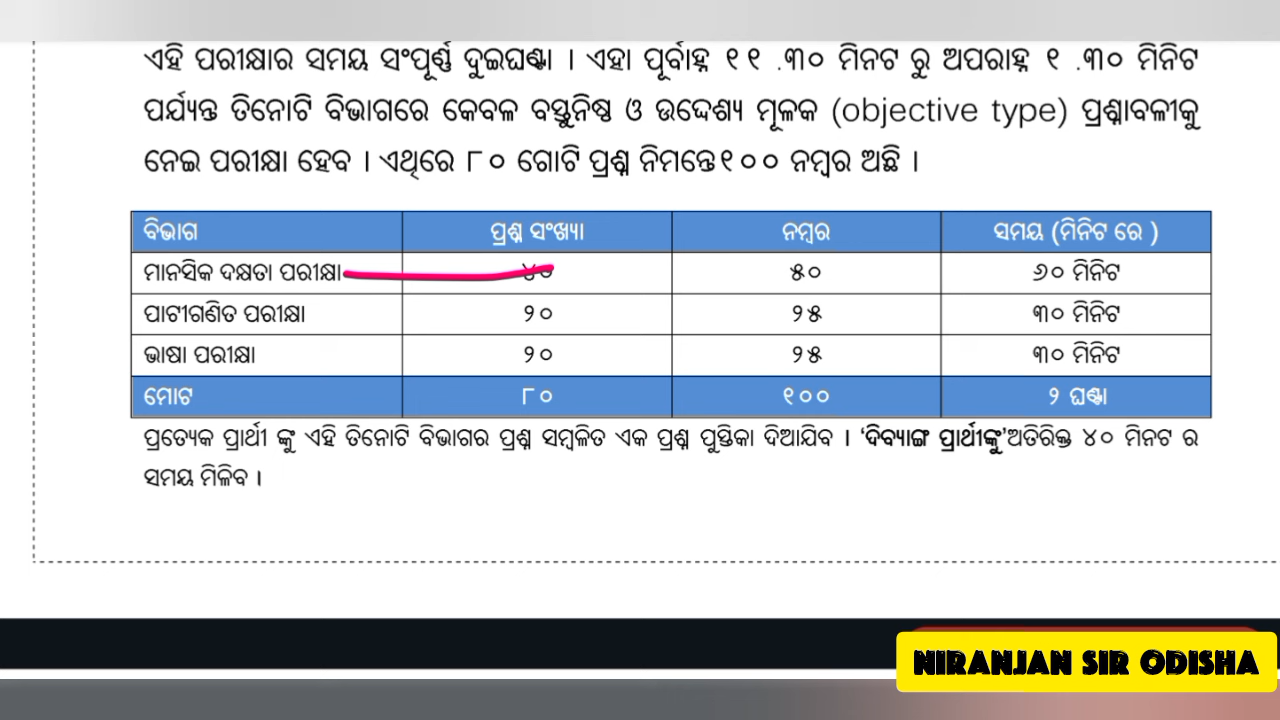 ଏହି ପରୀକ୍ଷାର ସମୟ ସଂପୂର୍ଣ୍ଣ ଦୁଇଘଣ୍ଟା । ଏହା ପୂର୍ବାହ୍ନ ୧୧ .୩୦ ମିନଟ ରୁ ଅପରାହ୍ନ ୧ .୩୦ ମିନିଟ
ପର୍ଯ୍ୟନ୍ତ ତିନୋଟି ବିଭାଗରେ କେବଳ ବସ୍ତୁନିଷ୍ଠ ଓ ଉଦ୍ଦେଶ୍ୟ ମୂଳକ (objective type) ପ୍ରଶ୍ନାବଳୀକୁ
ନେଇ ପରୀକ୍ଷା ହେବ । ଏଥିରେ ୮୦ ଗୋଟି ପ୍ରଶ୍ନ ନିମନ୍ତେ୧୦୦ ନମ୍ବର ଅଛି ।
ବିଭାଗ ପ୍ରଶ୍ନ ସଂଖ୍ୟା ନମ୍ବର ସମୟ (ମିନିଟ ରେ )
ମାନସିକ ଦକ୍ଷତା ପରୀକ୍ଷା ୪୦ ୫୦ ୬୦ ମିନିଟ
ପାଟୀଗଣିତ ପରୀକ୍ଷା ୨୦ ୨୫ ୩୦ ମିନିଟ
ଭାଷା ପରୀକ୍ଷା ୨୦ ୨୫ ୩୦ ମିନିଟ
ମୋଟ ୮୦ ୧୦୦ ୨ ଘଣ୍ଟା
ପ୍ରତ୍ୟେକ ପ୍ରାର୍ଥୀ ଙ୍କୁ ଏହି ତିନୋଟି ବିଭାଗର ପ୍ରଶ୍ନ ସମ୍ବଳିତ ଏକ ପ୍ରଶ୍ନ ପୁସ୍ତିକା ଦିଆଯିବ । ‘ଦିବ୍ୟାଙ୍ଗ ପ୍ରାର୍ଥୀଙ୍କୁ’ଅତିରିକ୍ତ ୪୦ ମିନଟ ର
ସମୟ ମିଳିବ ।
NIRANJAN SIR ODISHA